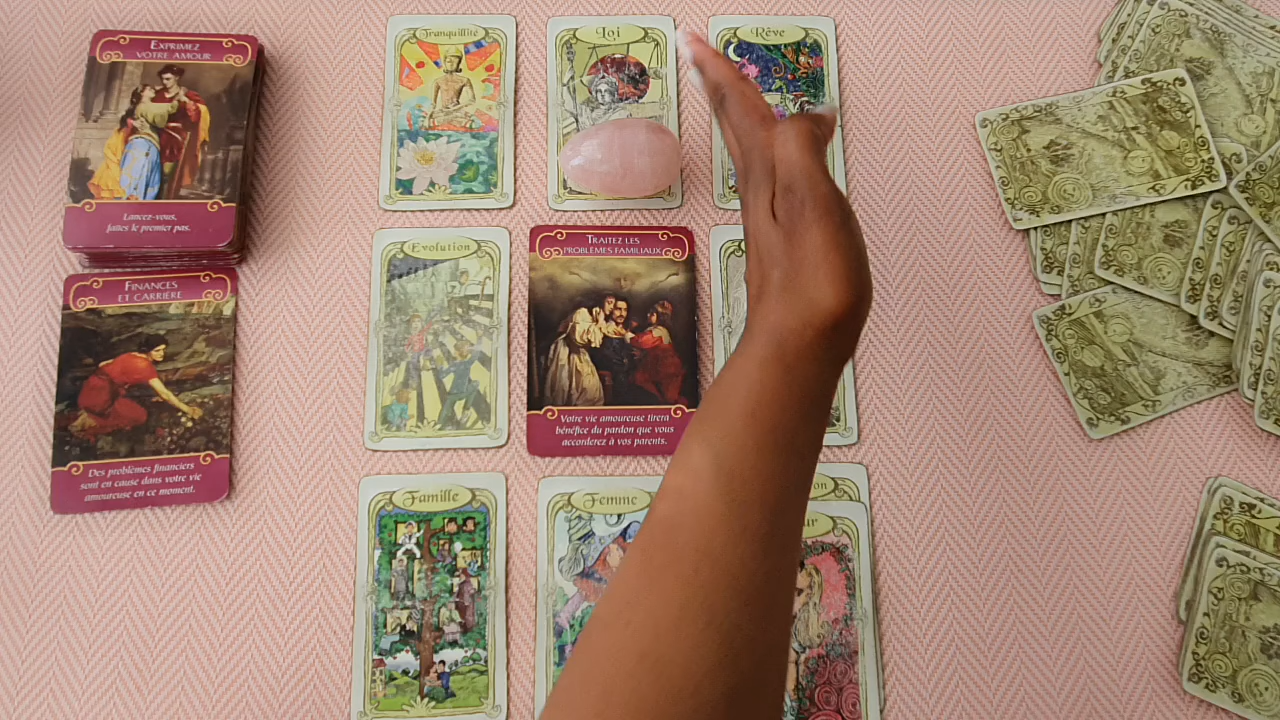 EXPRIMEZ
VOTRE AMOUR
Lancez-vous,
faites le premier pas.
FINANCES
ET CARRIÈRE
Des problèmes financiers
sont en cause dans votre vie
amoureuse en ce moment.
Tranquillité
Loi
Rêve
Evolution
TRAITEZ LES
PROBLÈMES FAMILIAUX
Votre vie amoureuse tirera
bénéfice du pardon que vous
accorderez à vos parents.
Famille
Femme